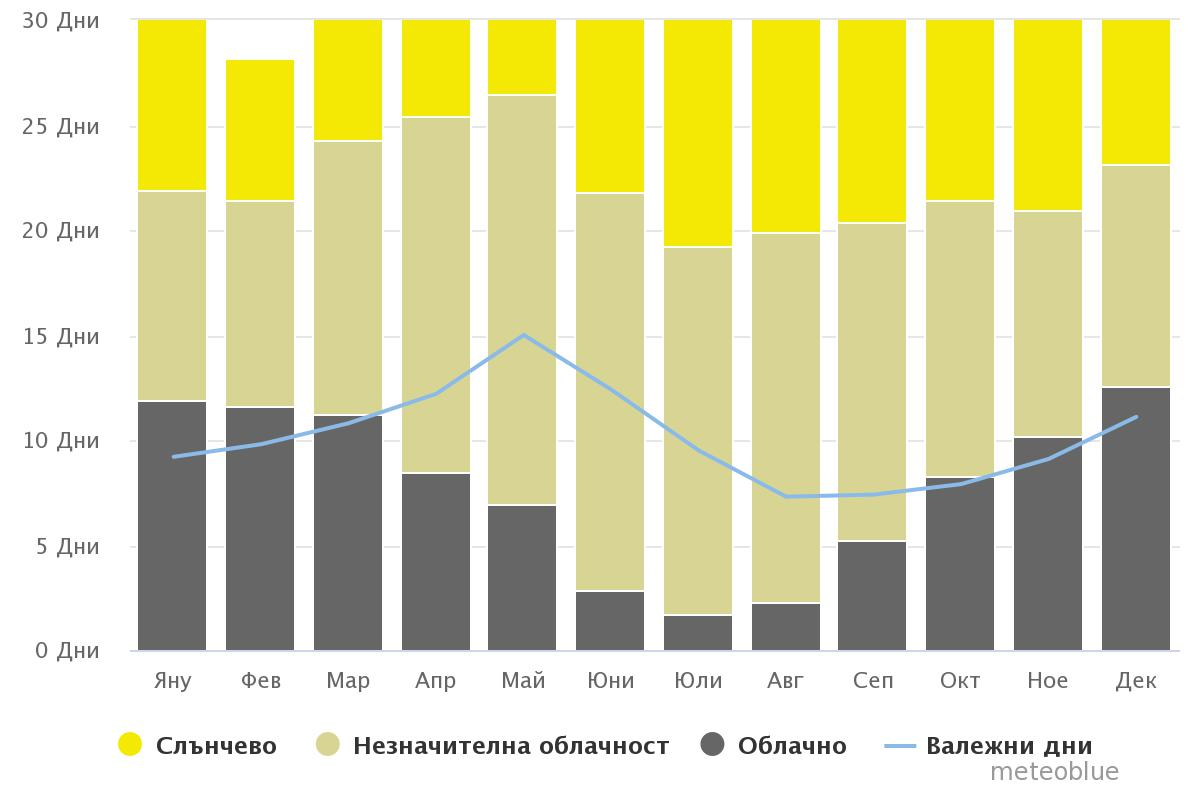 30 Дни
25 Дни
20 Дни
15 Дни
10 Дни
5 Дни
0 Дни
Яну Фев Мар Апр Май Юни Юли Авг Сеп Окт Ное Дек
Слънчево Незначителна облачност Облачно Валежни дни
meteoblue